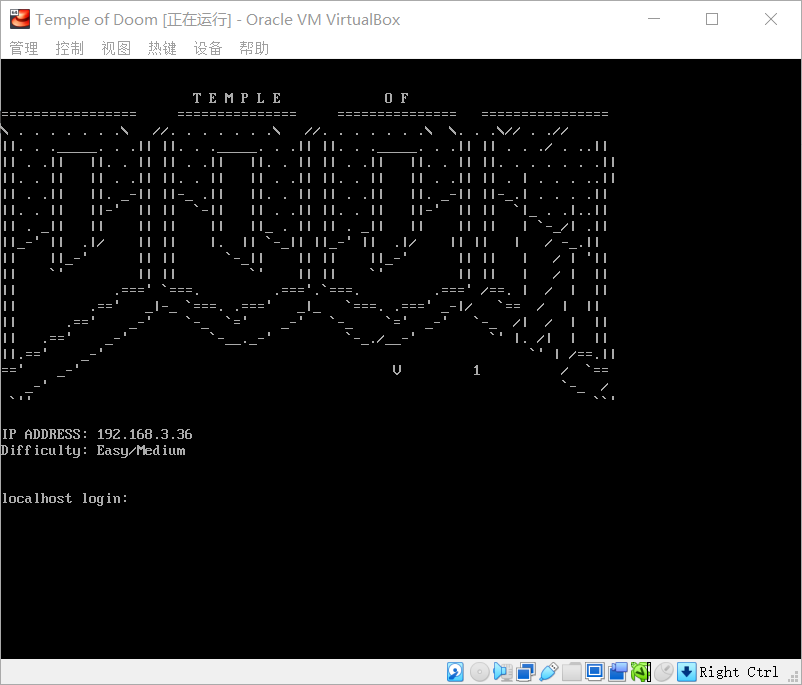 Temple of Doom [正在运行] - Oracle VM VirtualBox
管理 控制 视图 热键 设备 帮助
T E M P L E O F
V 1
IP ADDRESS: 192.168.3.36
Difficulty: Easy/Medium
localhost login:
Right Ctrl